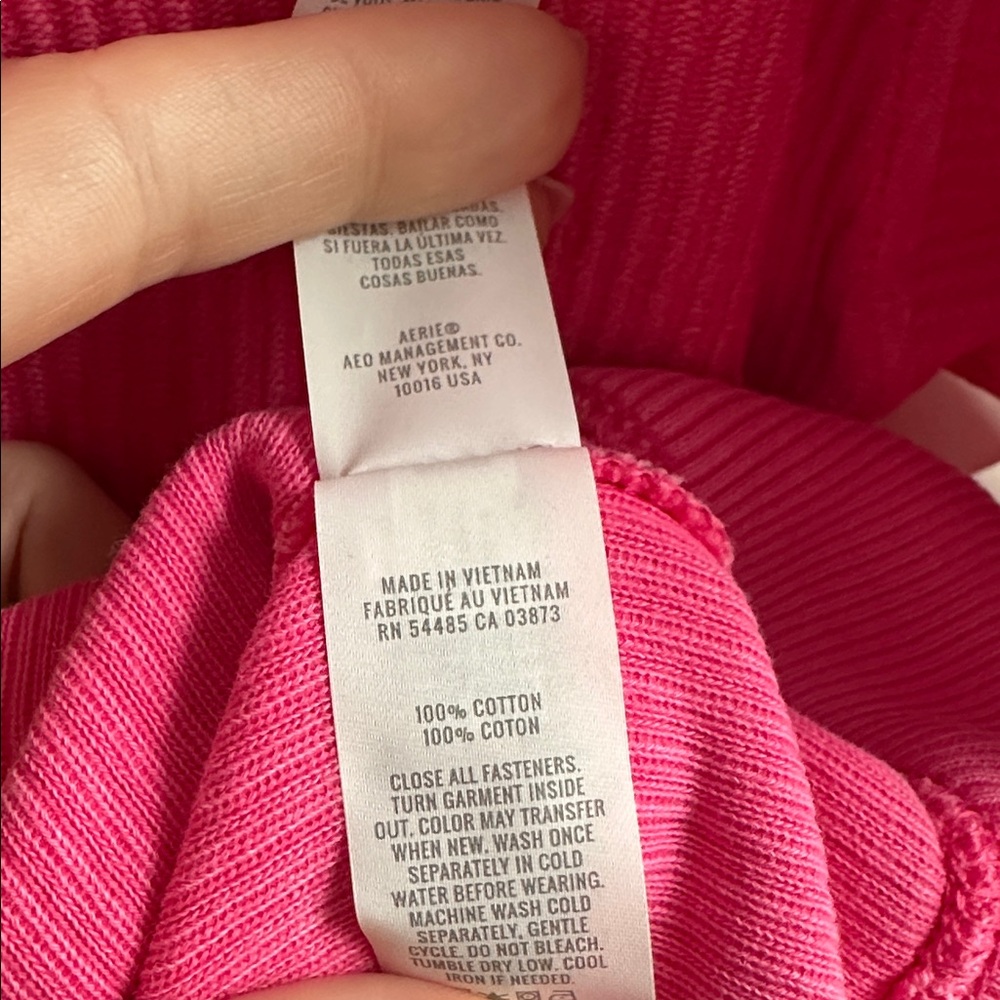 SIESTAS. BAILAR COMO
SI FUERA LA ÚLTIMA VEZ.
TODAS ESAS
COSAS BUENAS.
AERIE®
AEO MANAGEMENT CO.
NEW YORK, NY
10016 USA
MADE IN VIETNAM
FABRIQUÉ AU VIETNAM
RN 54485 CA 03873
100% COTTON
100% COTON
CLOSE ALL FASTENERS.
TURN GARMENT INSIDE
OUT. COLOR MAY TRANSFER
WHEN NEW. WASH ONCE
SEPARATELY IN COLD
WATER BEFORE WEARING.
MACHINE WASH COLD
SEPARATELY, GENTLE
CYCLE. DO NOT BLEACH.
TUMBLE DRY LOW. COOL
IRON IF NEEDED.